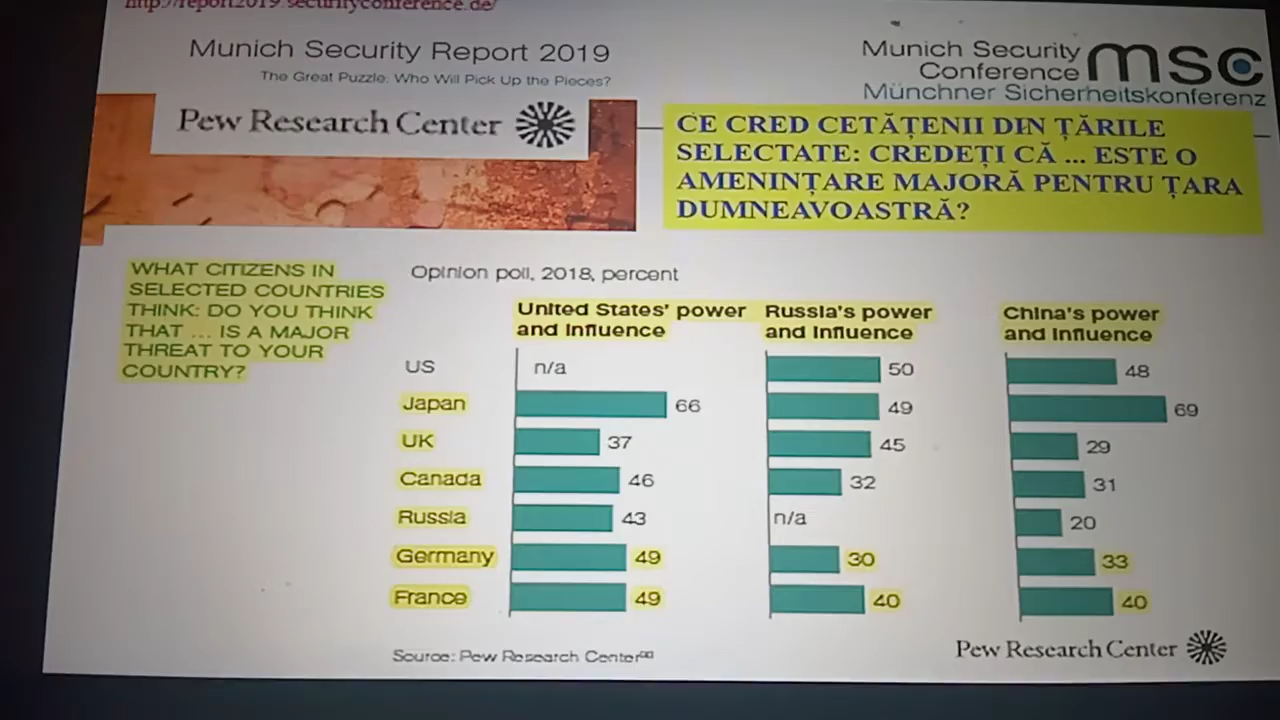 http://report2019.securityconference.de/
Munich Security Report 2019
The Great Puzzle: Who Will Pick Up the Pieces?
Munich Security
Conference
Münchner Sicherheitskonferenz
msc
Pew Research Center
CE CRED CETĂȚENII DIN ȚĂRILE
SELECTATE: CREDEȚI CĂ ... ESTE O
AMENINȚARE MAJORĂ PENTRU ȚARA
DUMNEAVOASTRĂ?
WHAT CITIZENS IN
SELECTED COUNTRIES
THINK: DO YOU THINK
THAT ... IS A MAJOR
THREAT TO YOUR
COUNTRY?
Opinion poll, 2018, percent
United States' power
and influence
Russia's power
and influence
China's power
and influence
US n/a 50 48
Japan 66 49 69
UK 37 45 29
Canada 46 32 31
Russia 43 n/a 20
Germany 49 30 33
France 49 40 40
Source: Pew Research Center
Pew Research Center